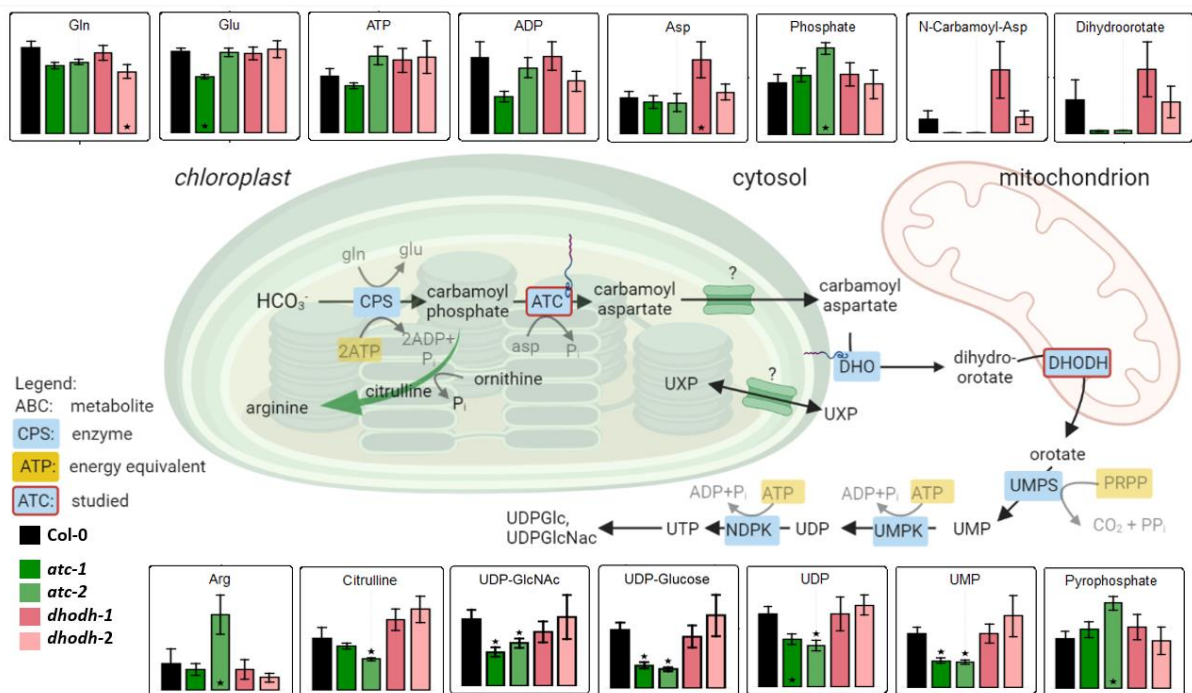 Gln
Glu
ATP
ADP
Asp
Phosphate
N-Carbamoyl-Asp
Dihydroorotate
chloroplast
cytosol
mitochondrion
gln
glu
HCO₃⁻
CPS
carbamoyl
phosphate
ATC
carbamoyl
aspartate
?
carbamoyl
aspartate
2ATP
2ADP+
Pᵢ
asp
Pᵢ
DHO
dihydro-
orotate
DHODH
citrulline
ornithine
Pᵢ
arginine
UXP
?
UXP
Legend:
ABC: metabolite
CPS: enzyme
ATP: energy equivalent
ATC: studied
Col-0
atc-1
atc-2
dhodh-1
dhodh-2
orotate
UMPS
PRPP
CO₂ + PPᵢ
UMP
ADP+Pᵢ
ATP
UMPK
UDP
ADP+Pᵢ
ATP
NDPK
UTP
UDPGlc,
UDPGlcNac
Arg
Citrulline
UDP-GlcNAc
UDP-Glucose
UDP
UMP
Pyrophosphate